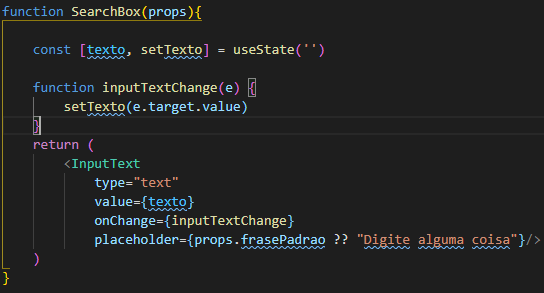 function SearchBox(props){
const [texto, setTexto] = useState('')
function inputTextChange(e) {
setTexto(e.target.value)
}
return (
<InputText
type="text"
value={texto}
onChange={inputTextChange}
placeholder={props.frasePadrao ?? "Digite alguma coisa"}/>
)
}